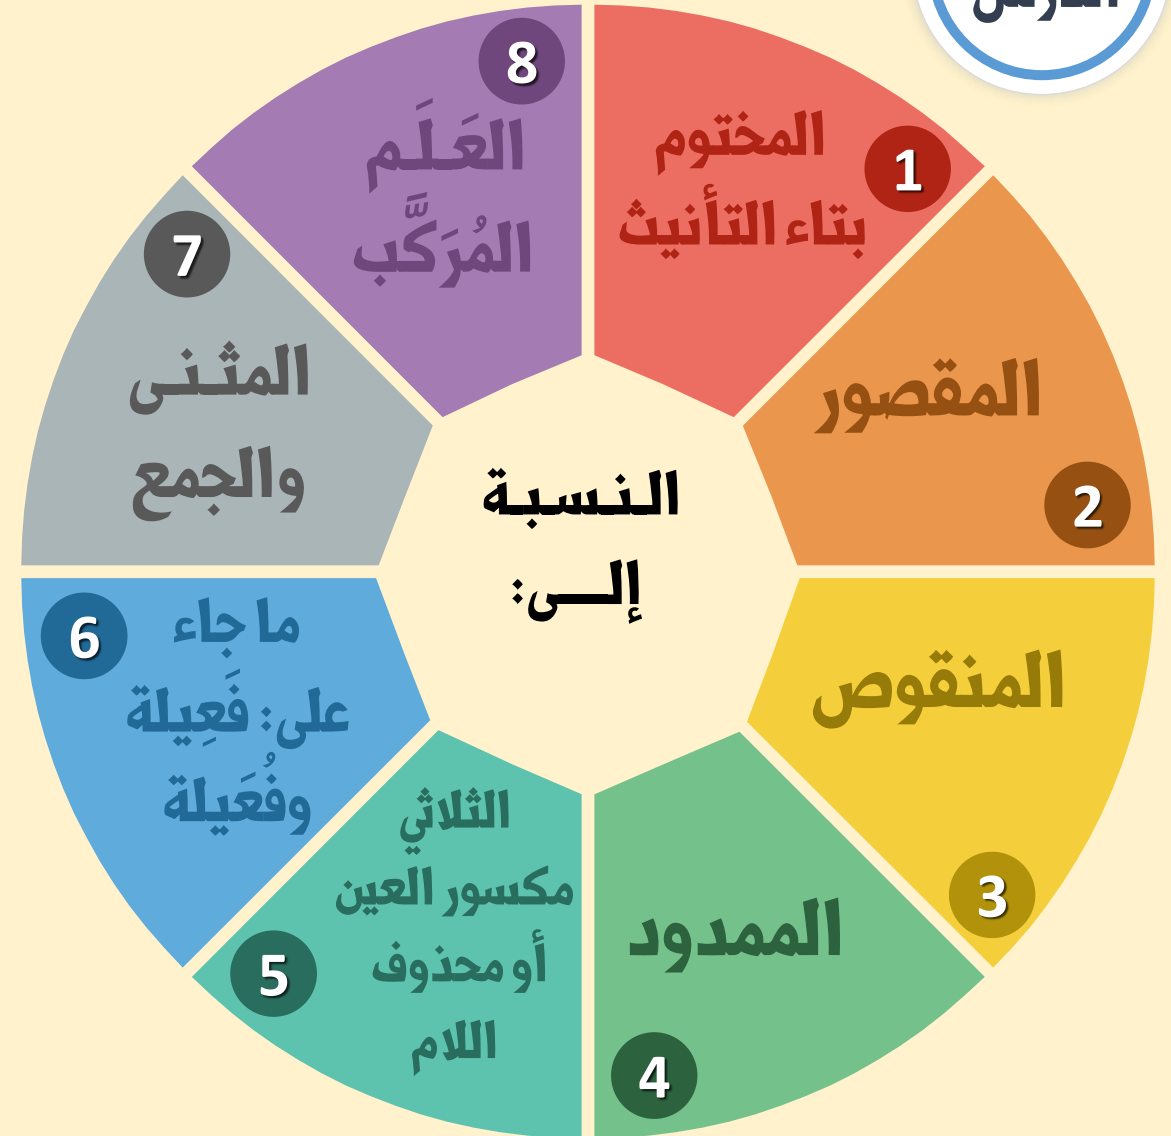 النسبة
إلى:
1
المختوم
بتاء التأنيث
2
المقصور
3
المنقوص
4
الممدود
5
الثلاثي
مكسور العين
أو محذوف
اللام
6
ما جاء
على: فَعِيلة
وفُعَيلة
7
المثنى
والجمع
8
العَلَم
المُرَكَّب